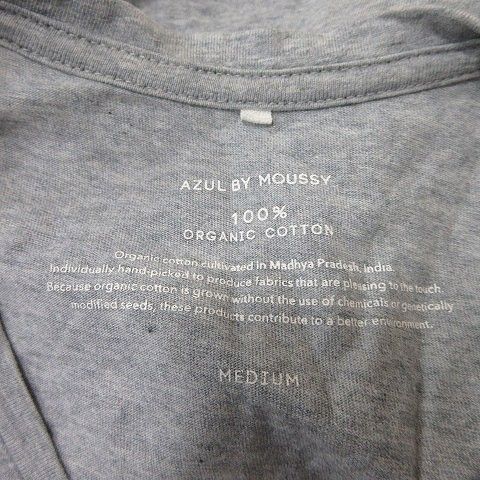 AZUL BY MOUSSY
100%
ORGANIC COTTON
Organic cotton cultivated in Madhya Pradesh, India.
Individually hand-picked to produce fabrics that are pleasing to the touch.
Because organic cotton is grown without the use of chemicals or genetically
modified seeds, these products contribute to a better environment.
MEDIUM